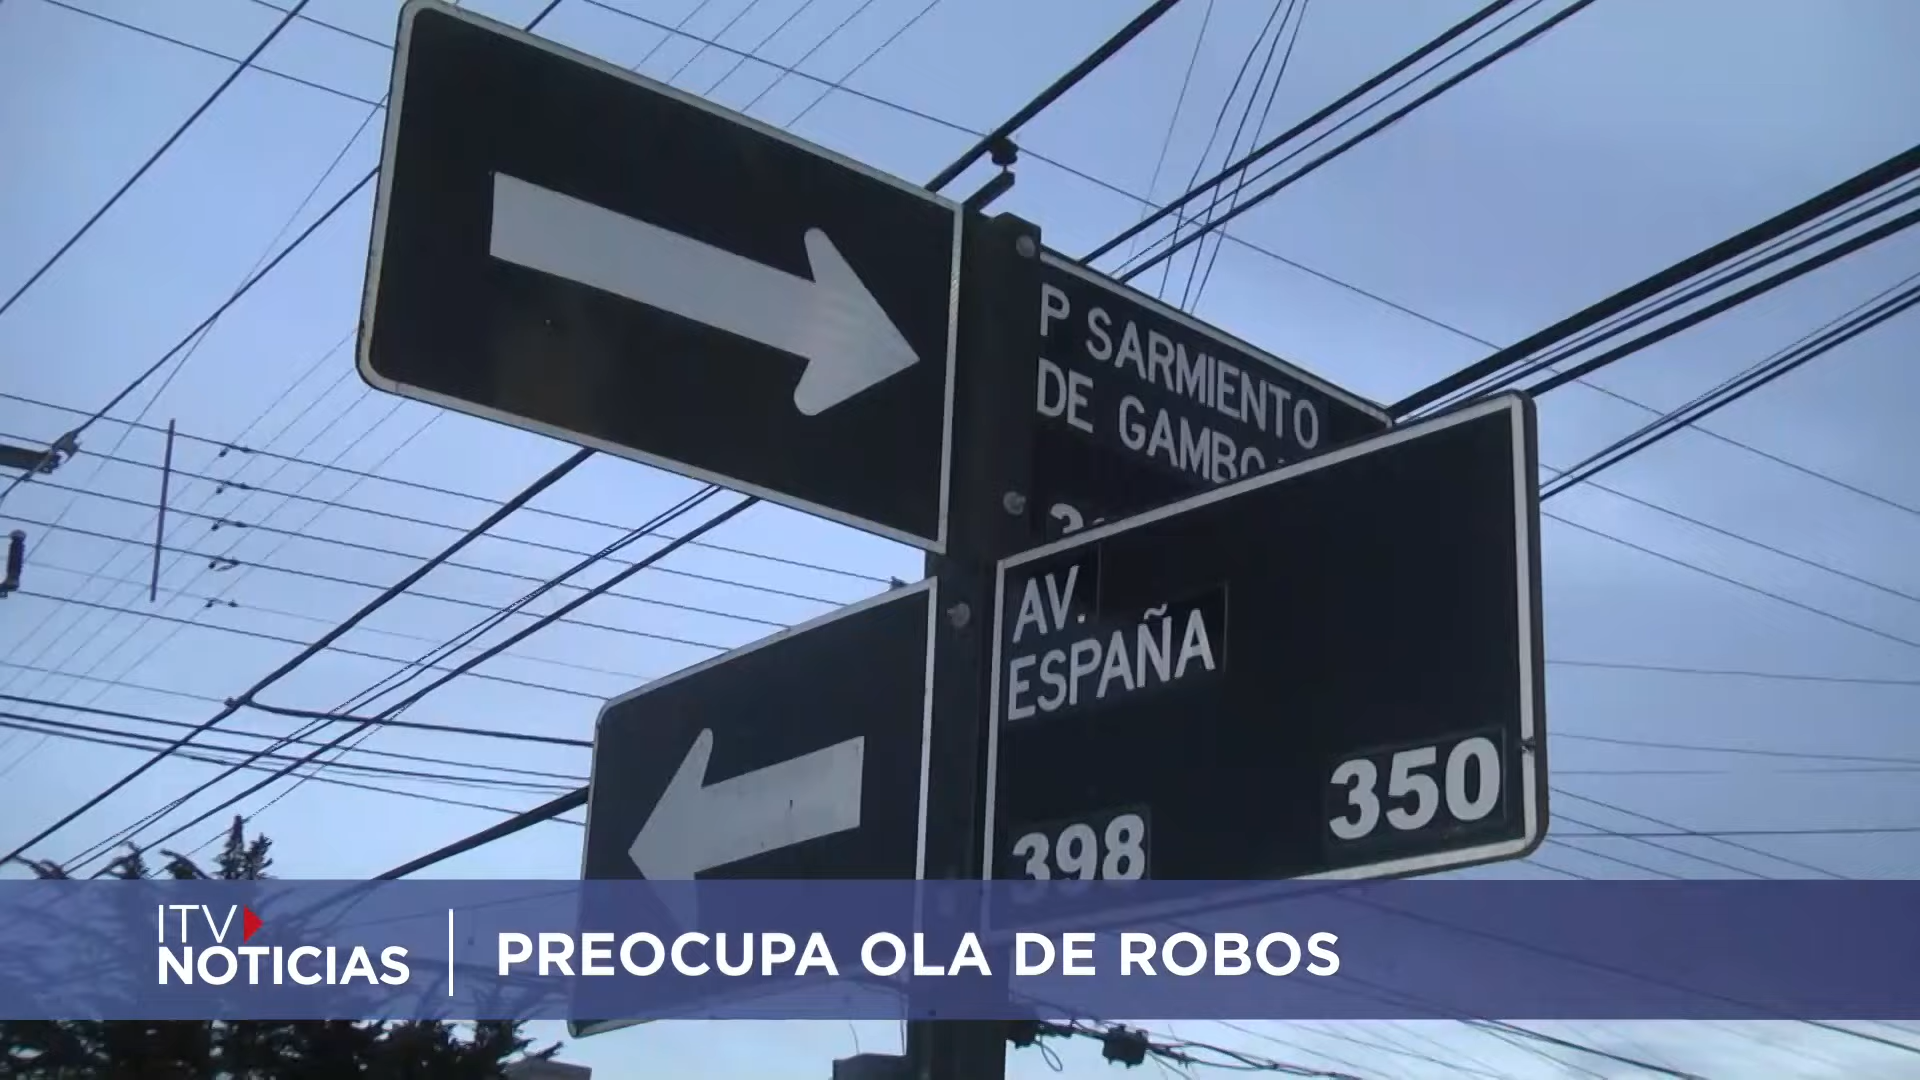 P SARMIENTO
DE GAMBO
AV.
ESPAÑA
350
398
ITV
NOTICIAS
PREOCUPA OLA DE ROBOS